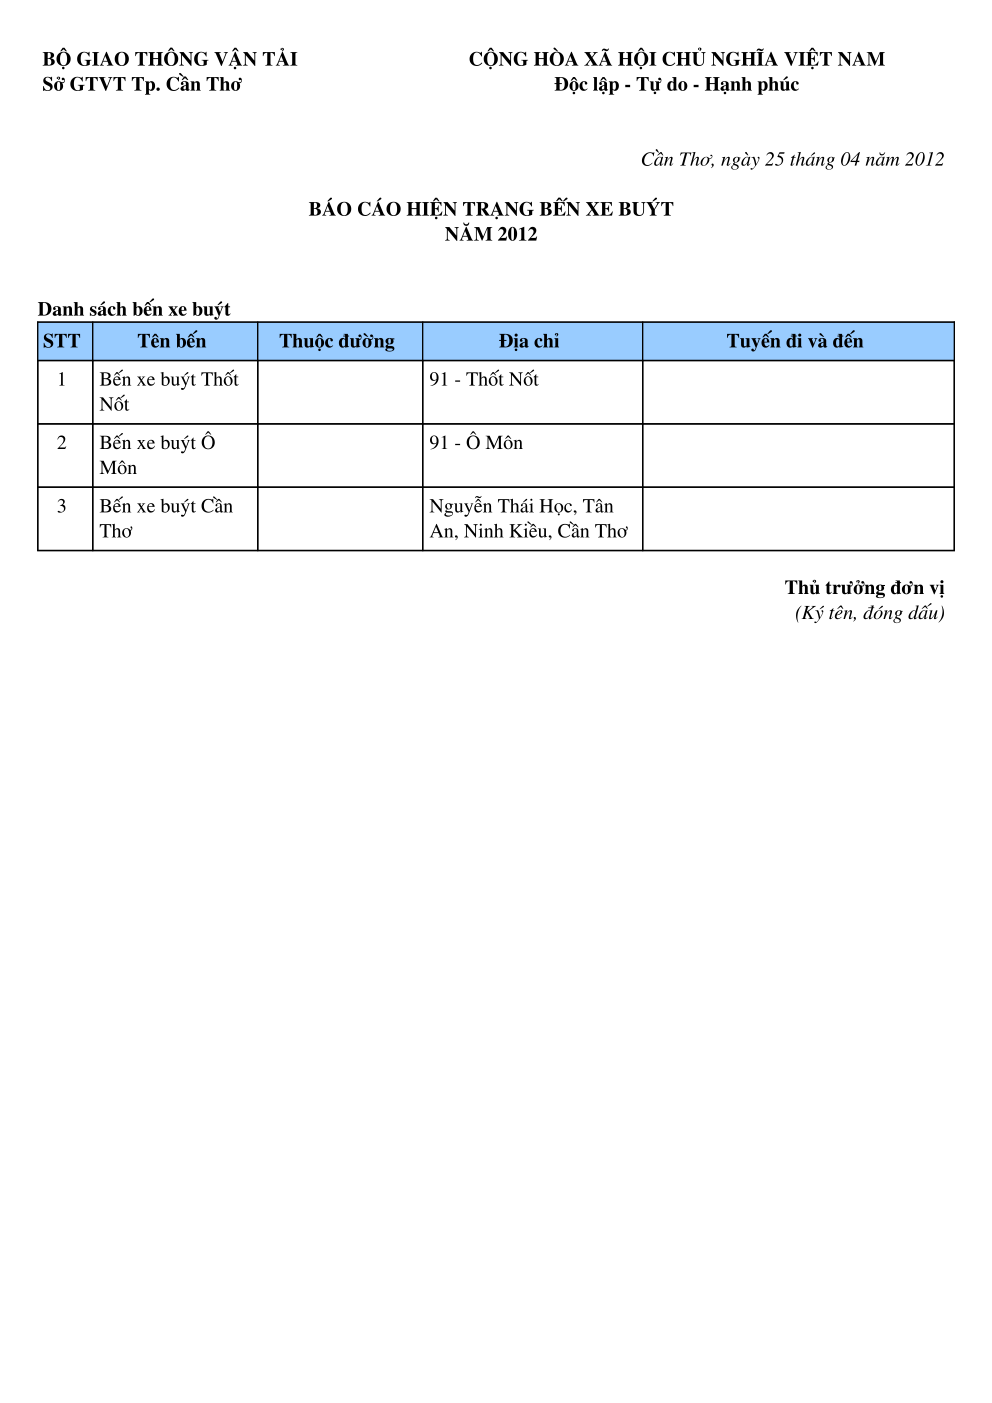 BỘ GIAO THÔNG VẬN TẢI
Sở GTVT Tp. Cần Thơ
CỘNG HÒA XÃ HỘI CHỦ NGHĨA VIỆT NAM
Độc lập - Tự do - Hạnh phúc
Cần Thơ, ngày 25 tháng 04 năm 2012
BÁO CÁO HIỆN TRẠNG BẾN XE BUÝT
NĂM 2012
Danh sách bến xe buýt
STT Tên bến Thuộc đường Địa chỉ Tuyến đi và đến
1 Bến xe buýt Thốt 91 - Thốt Nốt
Nốt
2 Bến xe buýt Ô 91 - Ô Môn
Môn
3 Bến xe buýt Cần Nguyễn Thái Học, Tân
Thơ An, Ninh Kiều, Cần Thơ
Thủ trưởng đơn vị
(Ký tên, đóng dấu)